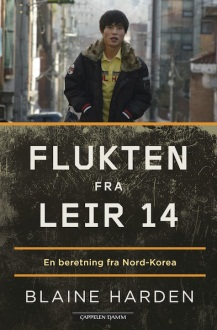 FLUKTEN
FRA
LEIR 14
En beretning fra Nord-Korea
BLAINE HARDEN
CAPPELEN DAMM